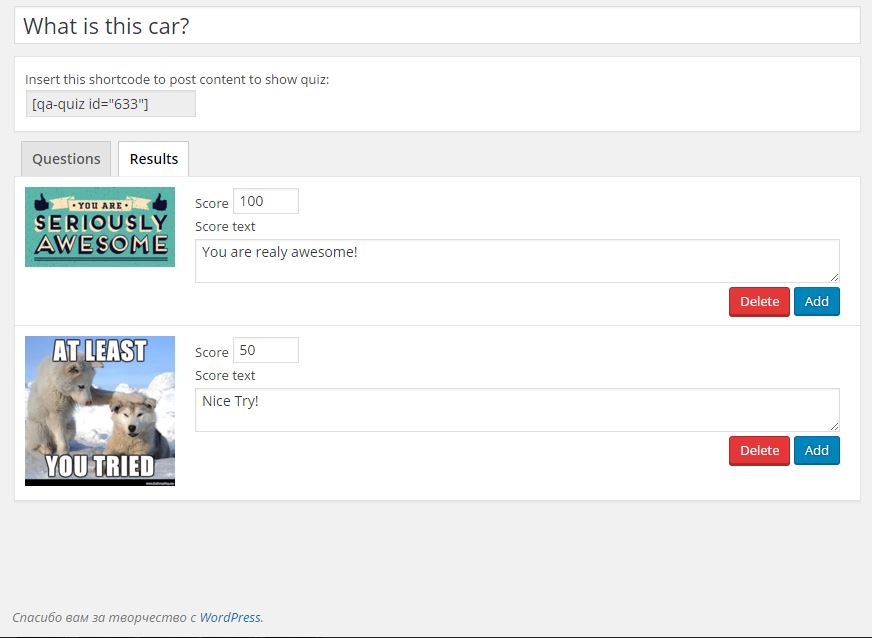 What is this car?
Insert this shortcode to post content to show quiz:
[qa-quiz id="633"]
Questions
Results
YOU ARE
SERIOUSLY
AWESOME
Score 100
Score text
You are realy awesome!
Delete Add
AT LEAST
YOU TRIED
Score 50
Score text
Nice Try!
Delete Add
Спасибо вам за творчество с WordPress.